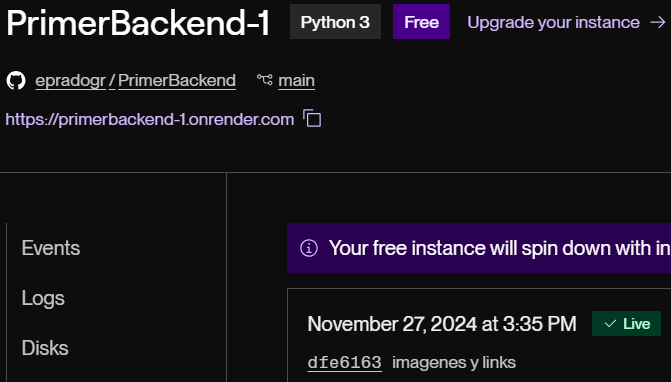 PrimerBackend-1 Python 3 Free Upgrade your instance →
epradogr / PrimerBackend main
https://primerbackend-1.onrender.com
Events
Logs
Disks
Your free instance will spin down with in
November 27, 2024 at 3:35 PM ✓ Live
dfe6163 imagenes y links